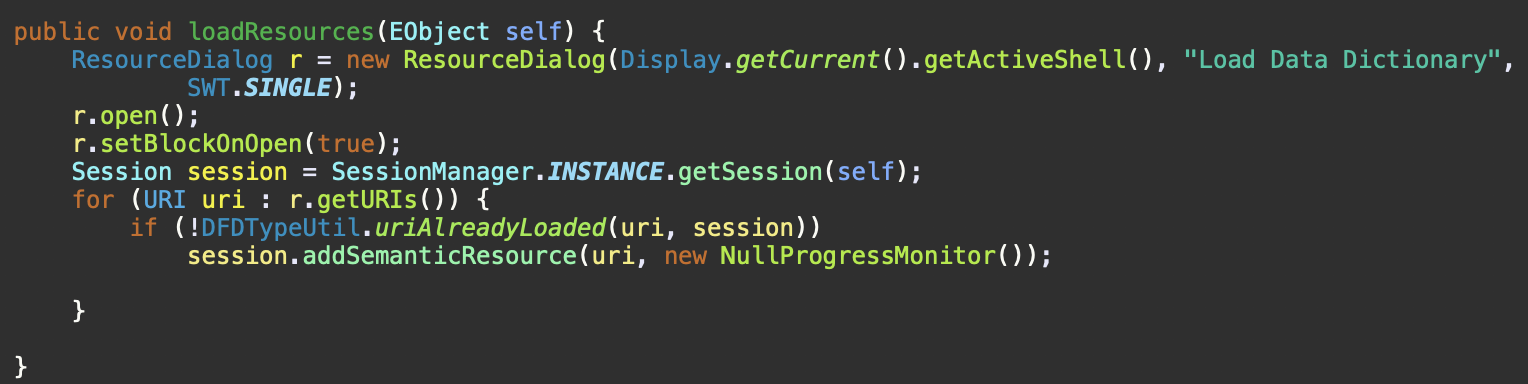 public void loadResources(EObject self) {
    ResourceDialog r = new ResourceDialog(Display.getCurrent().getActiveShell(), "Load Data Dictionary",
            SWT.SINGLE);
    r.open();
    r.setBlockOnOpen(true);
    Session session = SessionManager.INSTANCE.getSession(self);
    for (URI uri : r.getURIs()) {
        if (!DFDTypeUtil.uriAlreadyLoaded(uri, session))
            session.addSemanticResource(uri, new NullProgressMonitor());

    }

}